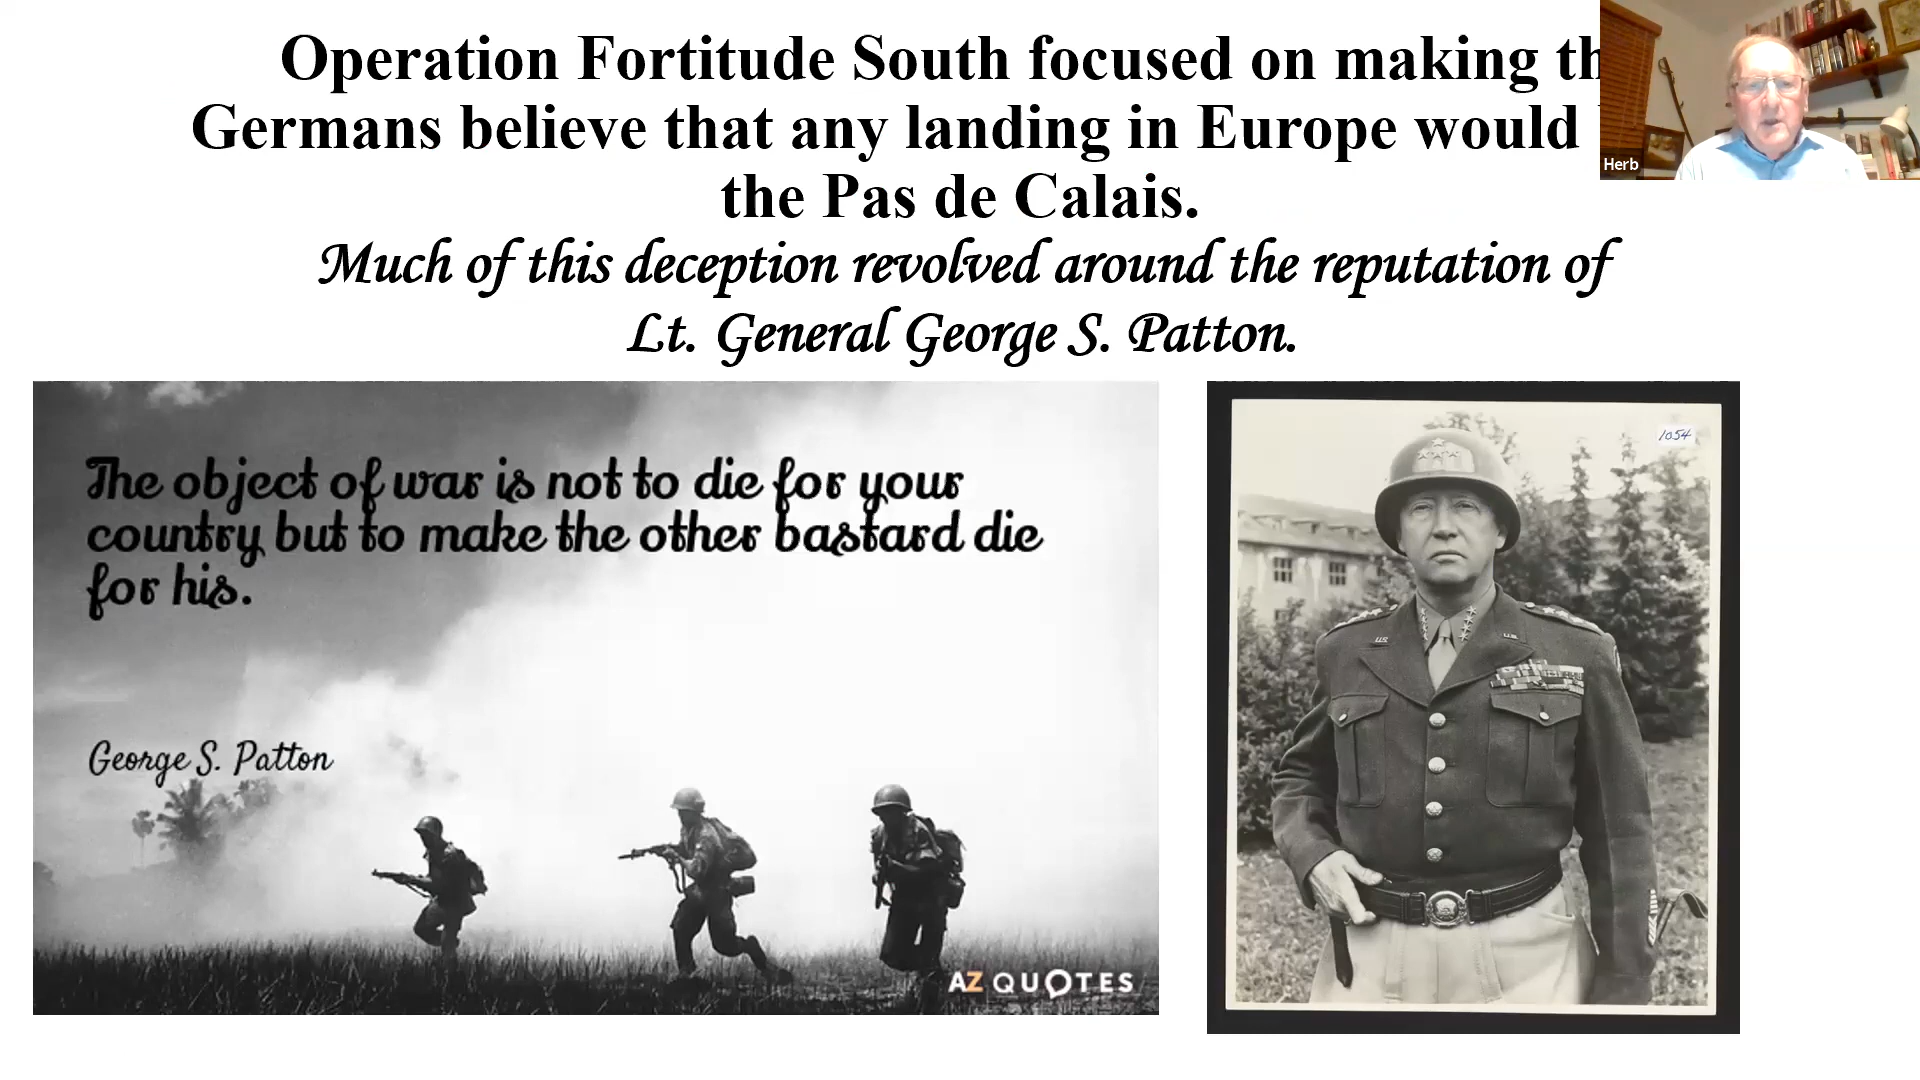 Operation Fortitude South focused on making th
Germans believe that any landing in Europe would
the Pas de Calais.
Much of this deception revolved around the reputation of
Lt. General George S. Patton.
Herb
The object of war is not to die for your
country but to make the other bastard die
for his.
George S. Patton
AZ QUOTES
1054
U.S.
U.S.